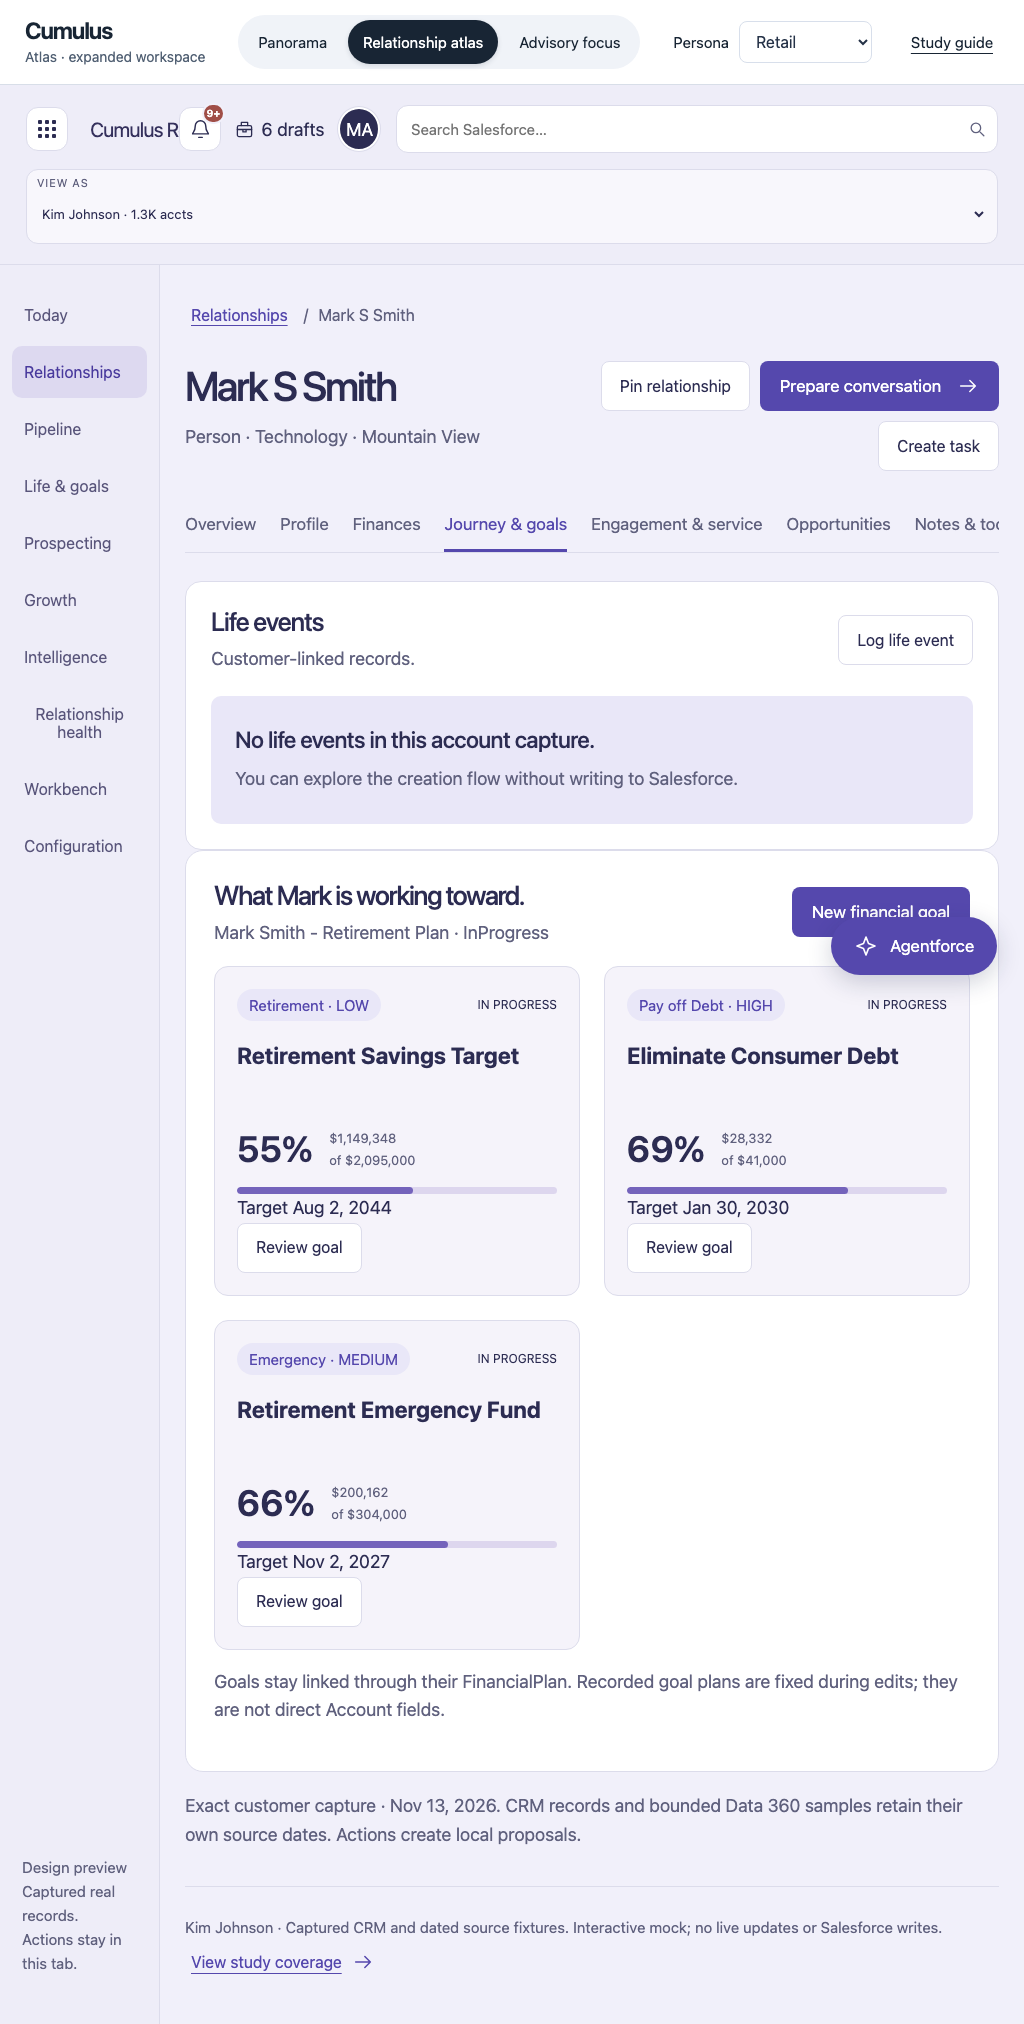 Cumulus
Atlas · expanded workspace
Panorama
Relationship atlas
Advisory focus
Persona
Retail
Study guide
Cumulus R
9+
6 drafts
MA
Search Salesforce...
VIEW AS
Kim Johnson · 1.3K accts
Today
Relationships
Pipeline
Life & goals
Prospecting
Growth
Intelligence
Relationship
health
Workbench
Configuration
Relationships / Mark S Smith
Mark S Smith
Person · Technology · Mountain View
Pin relationship
Prepare conversation
Create task
Overview
Profile
Finances
Journey & goals
Engagement & service
Opportunities
Notes & too
Life events
Customer-linked records.
Log life event
No life events in this account capture.
You can explore the creation flow without writing to Salesforce.
What Mark is working toward.
Mark Smith - Retirement Plan · InProgress
New financial goal
Agentforce
Retirement · LOW
IN PROGRESS
Retirement Savings Target
55%
$1,149,348
of $2,095,000
Target Aug 2, 2044
Review goal
Pay off Debt · HIGH
IN PROGRESS
Eliminate Consumer Debt
69%
$28,332
of $41,000
Target Jan 30, 2030
Review goal
Emergency · MEDIUM
IN PROGRESS
Retirement Emergency Fund
66%
$200,162
of $304,000
Target Nov 2, 2027
Review goal
Goals stay linked through their FinancialPlan. Recorded goal plans are fixed during edits; they
are not direct Account fields.
Exact customer capture · Nov 13, 2026. CRM records and bounded Data 360 samples retain their
own source dates. Actions create local proposals.
Design preview
Captured real
records.
Actions stay in
this tab.
Kim Johnson · Captured CRM and dated source fixtures. Interactive mock; no live updates or Salesforce writes.
View study coverage